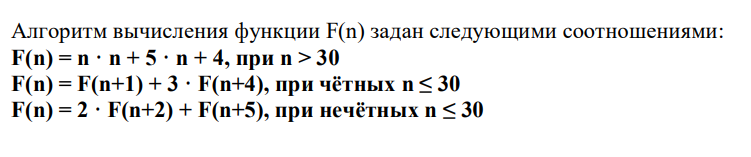 Алгоритм вычисления функции F(n) задан следующими соотношениями:
F(n) = n · n + 5 · n + 4, при n > 30
F(n) = F(n+1) + 3 · F(n+4), при чётных n ≤ 30
F(n) = 2 · F(n+2) + F(n+5), при нечётных n ≤ 30